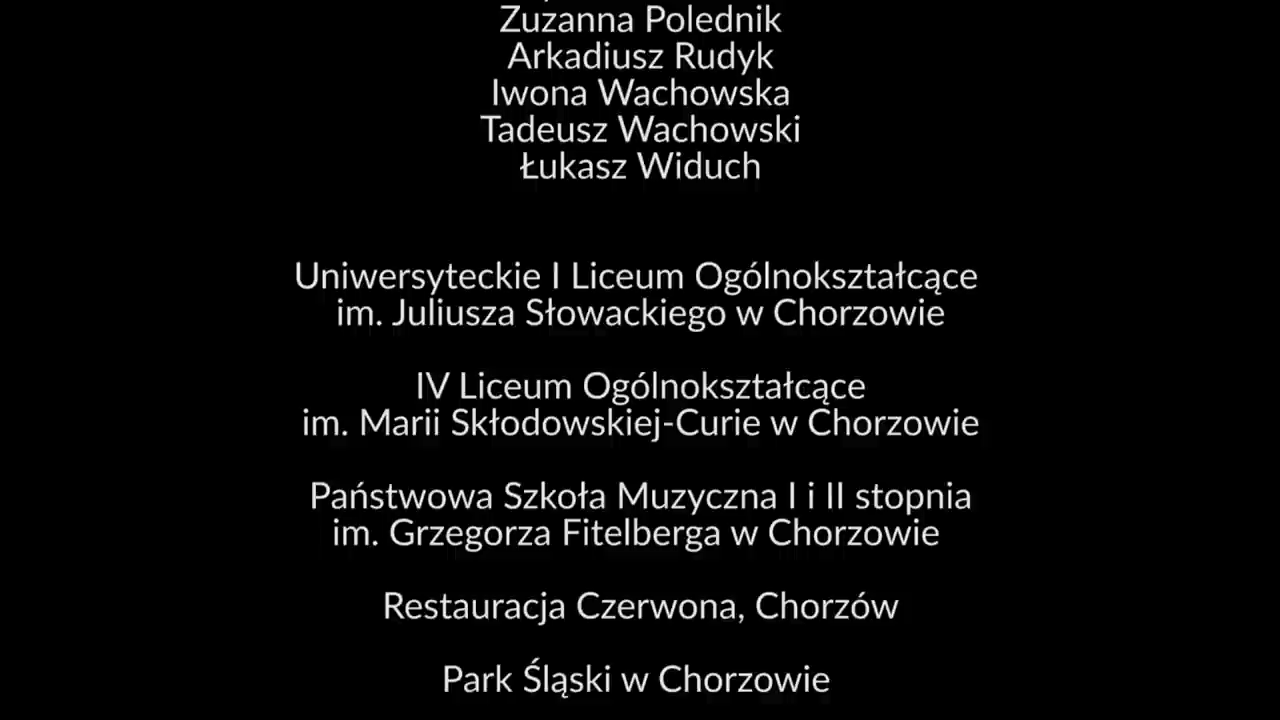 Zuzanna Polednik
Arkadiusz Rudyk
Iwona Wachowska
Tadeusz Wachowski
Łukasz Widuch
Uniwersyteckie I Liceum Ogólnokształcące
im. Juliusza Słowackiego w Chorzowie
IV Liceum Ogólnokształcące
im. Marii Skłodowskiej-Curie w Chorzowie
Państwowa Szkoła Muzyczna I i II stopnia
im. Grzegorza Fitelberga w Chorzowie
Restauracja Czerwona, Chorzów
Park Śląski w Chorzowie